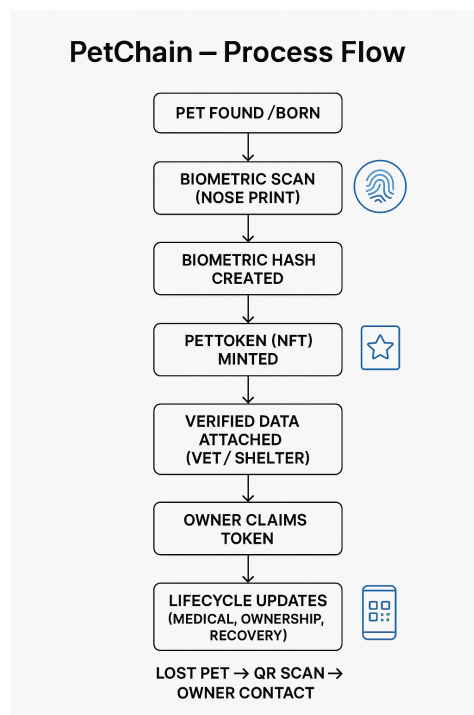 PetChain – Process Flow
PET FOUND /BORN
BIOMETRIC SCAN
(NOSE PRINT)
BIOMETRIC HASH
CREATED
PETTOKEN (NFT)
MINTED
VERIFIED DATA
ATTACHED
(VET / SHELTER)
OWNER CLAIMS
TOKEN
LIFECYCLE UPDATES
(MEDICAL, OWNERSHIP,
RECOVERY)
LOST PET → QR SCAN →
OWNER CONTACT